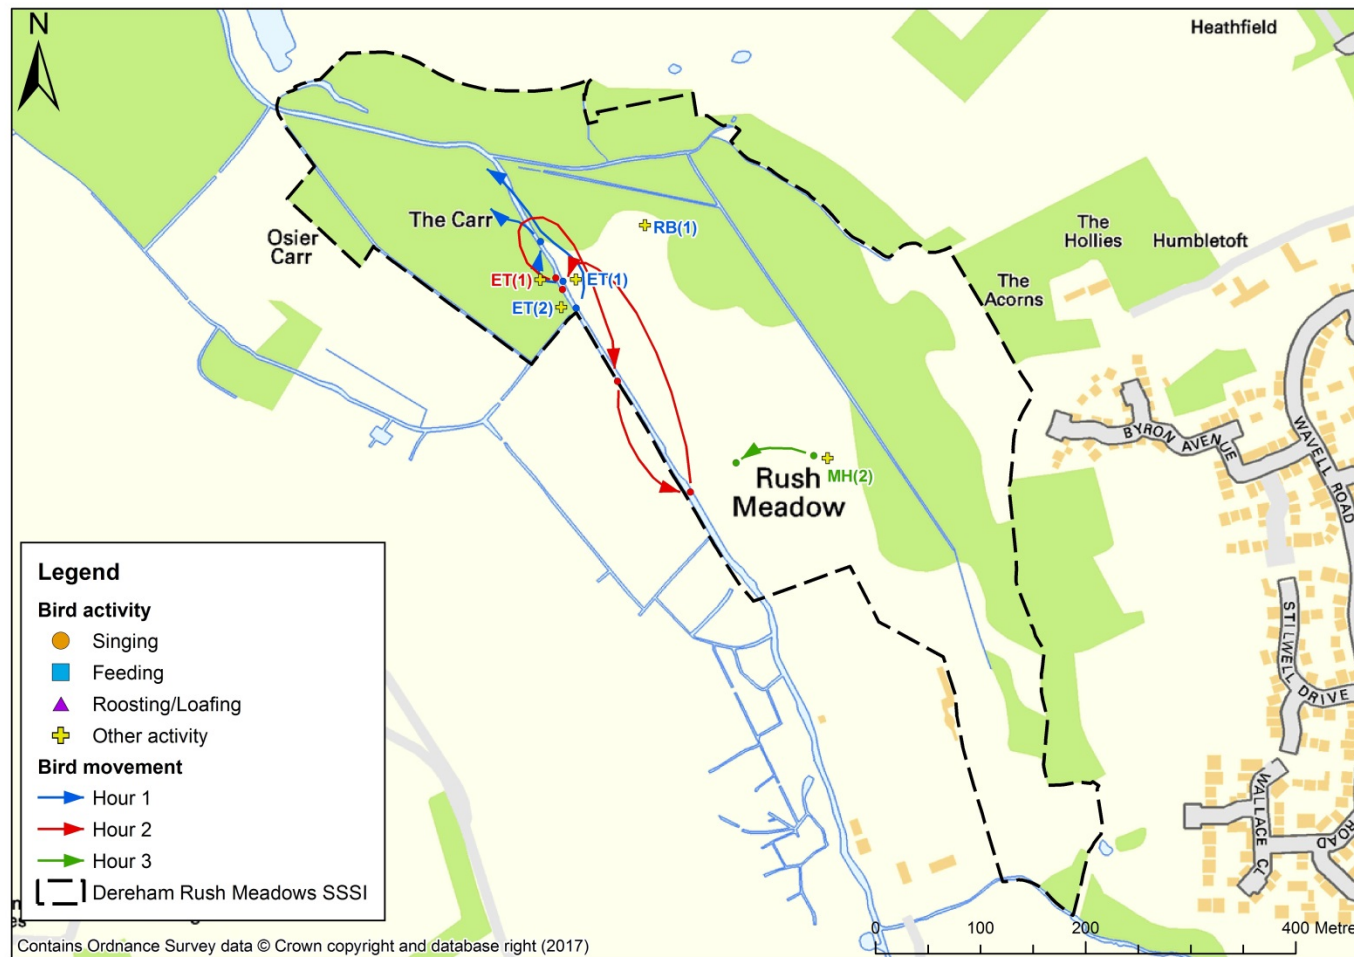 N
Heathfield
The Carr
Osier
Carr
RB(1)
The
Hollies
Humbletoft
The
Acorns
ET(1)
ET(1)
ET(2)
BYRON AVENUE
WAVELL ROAD
MH(2)
Rush
Meadow
STILWELL DRIVE
WALLACE CL
ROAD
Legend
Bird activity
Singing
Feeding
Roosting/Loafing
Other activity
Bird movement
Hour 1
Hour 2
Hour 3
Dereham Rush Meadows SSSI
0 100 200 400 Metre
Contains Ordnance Survey data © Crown copyright and database right (2017)